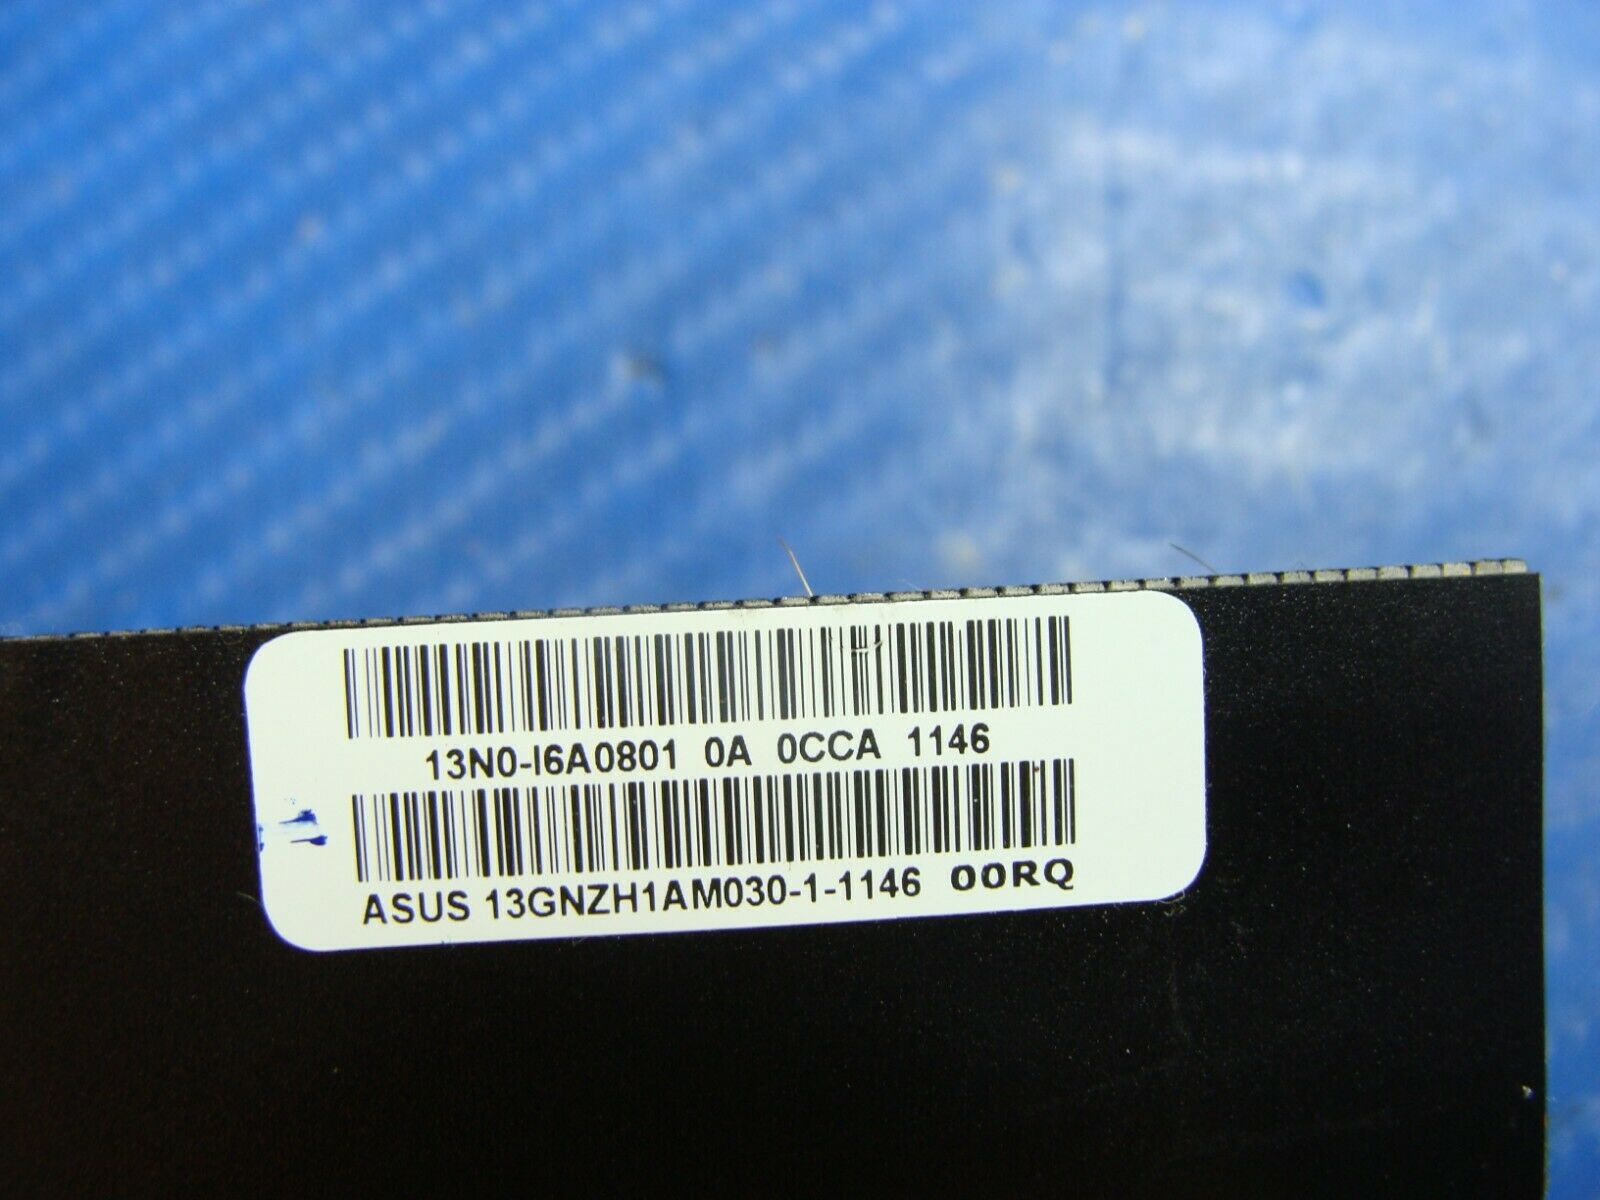 13N0-I6A0801 0A 0CCA 1146
ASUS 13GNZH1AM030-1-1146 00RQ